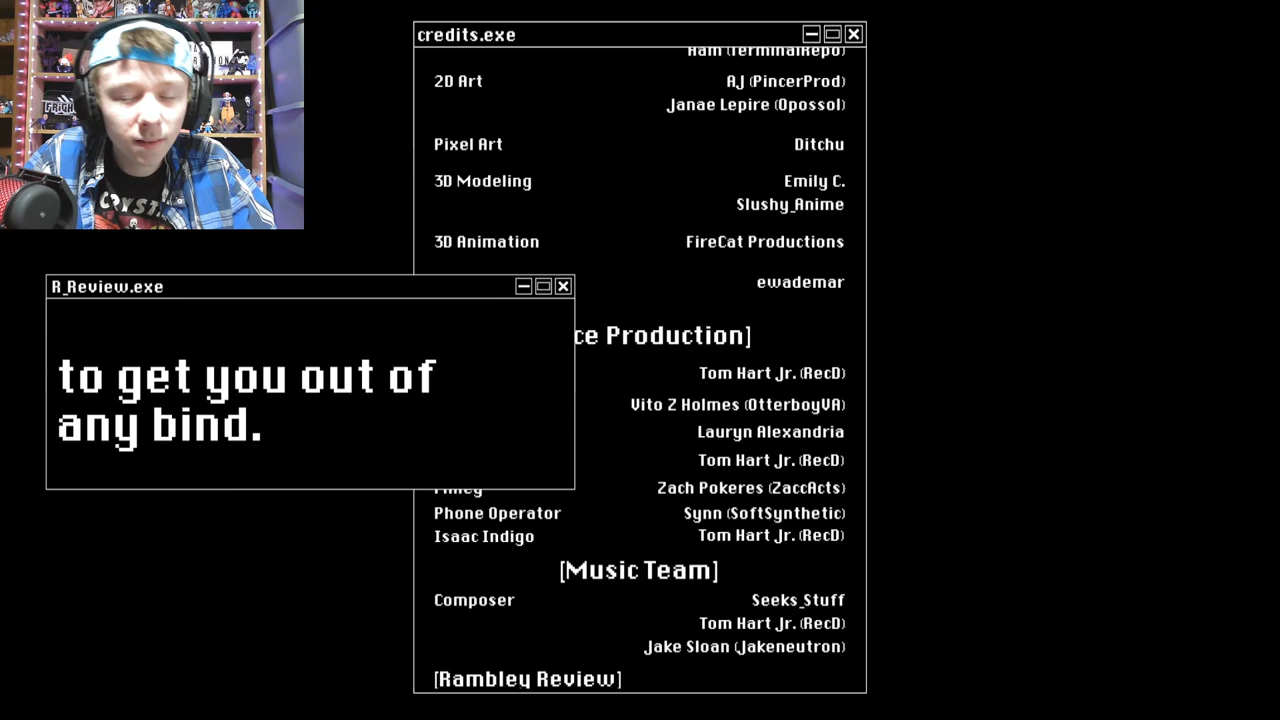 credits.exe
2D Art AJ (PincerProd)
Janae Lepire (Opossol)
Pixel Art Ditchu
3D Modeling Emily C.
Slushy_Anime
3D Animation FireCat Productions
ewademar
R_Review.exe
to get you out of
any bind.
Production]
Tom Hart Jr. (RecD)
Vito Z Holmes (OtterboyVA)
Lauryn Alexandria
Tom Hart Jr. (RecD)
Zach Pokeres (ZaccActs)
Phone Operator Synn (SoftSynthetic)
Isaac Indigo Tom Hart Jr. (RecD)
[Music Team]
Composer Seeks_Stuff
Tom Hart Jr. (RecD)
Jake Sloan (Jakeneutron)
[Rambley Review]